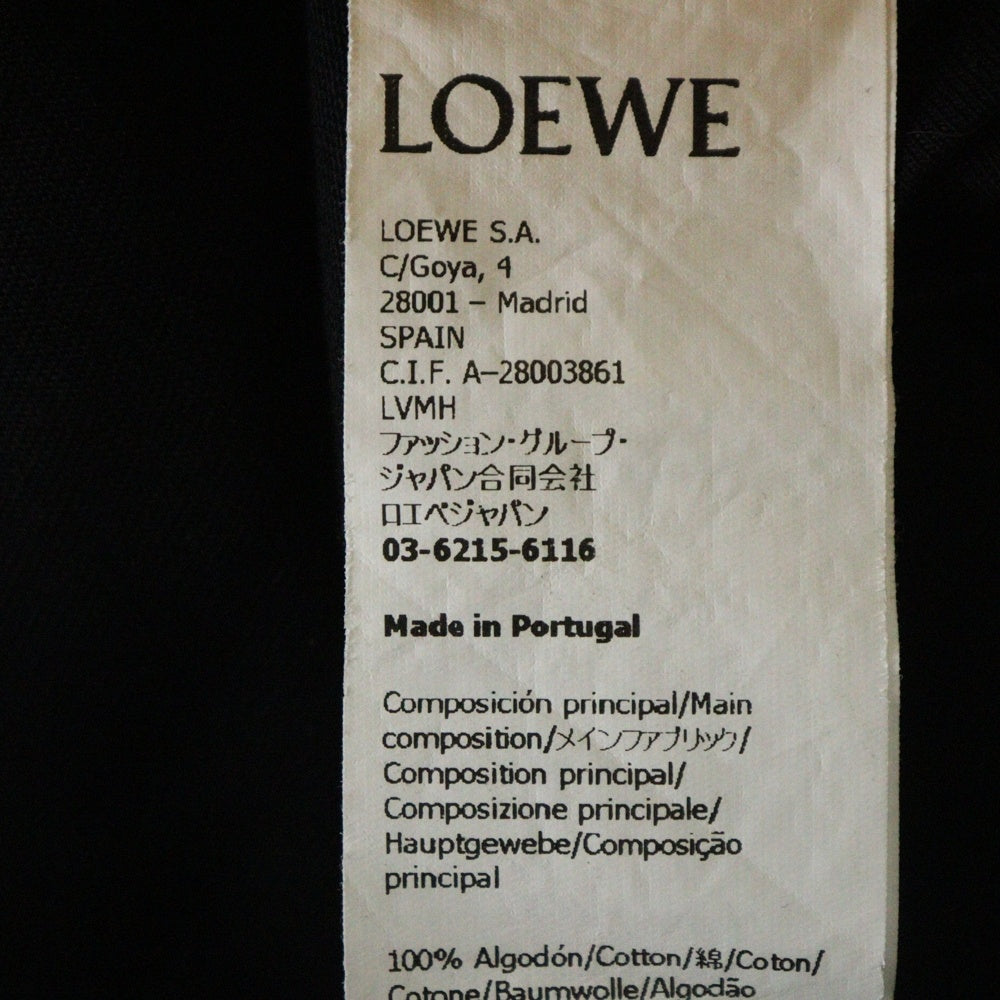 LOEWE
LOEWE S.A.
C/Goya, 4
28001 – Madrid
SPAIN
C.I.F. A–28003861
LVMH
ファッション・グループ・
ジャパン合同会社
ロエベジャパン
03-6215-6116
Made in Portugal
Composición principal/Main
composition/メインファブリック/
Composition principal/
Composizione principale/
Hauptgewebe/Composição
principal
100% Algodón/Cotton/綿/Coton/
Cotone/Baumwolle/Algodão